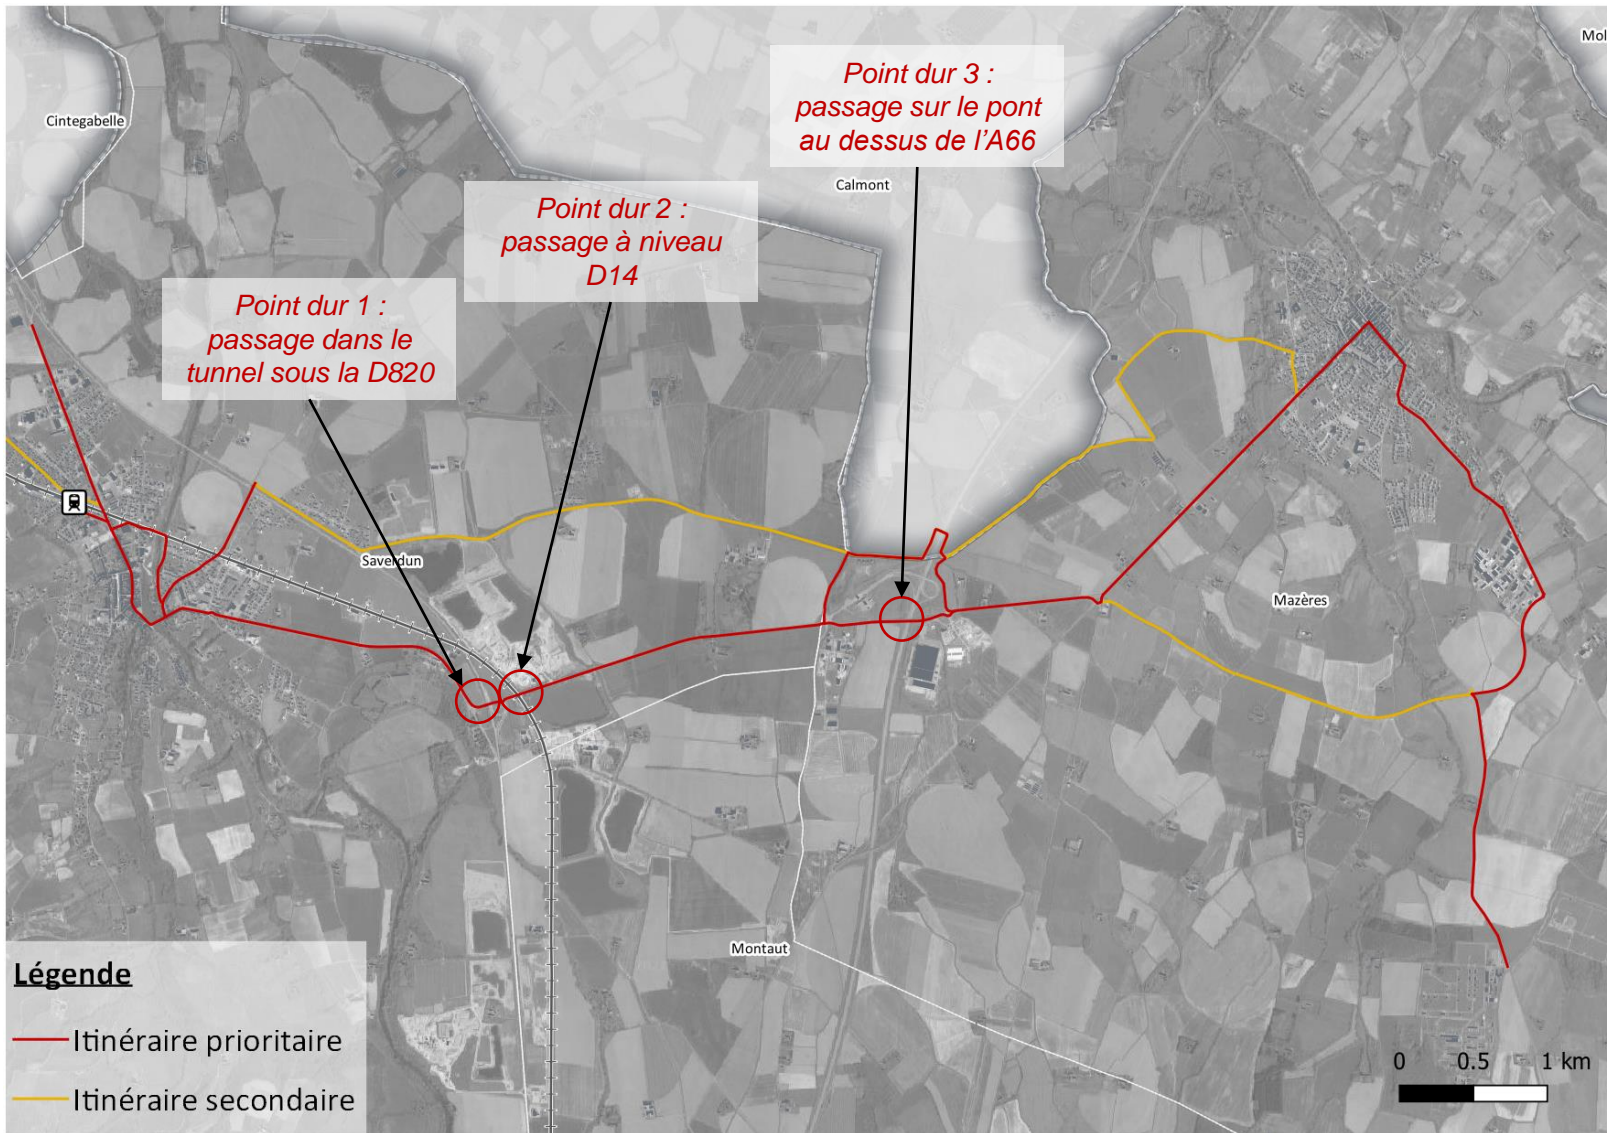 Mol
Cintegabelle
Point dur 3 :
passage sur le pont
au dessus de l’A66
Calmont
Point dur 2 :
passage à niveau
D14
Point dur 1 :
passage dans le
tunnel sous la D820
Saverdun
Mazères
Montaut
Légende
Itinéraire prioritaire
Itinéraire secondaire
0 0.5 1 km